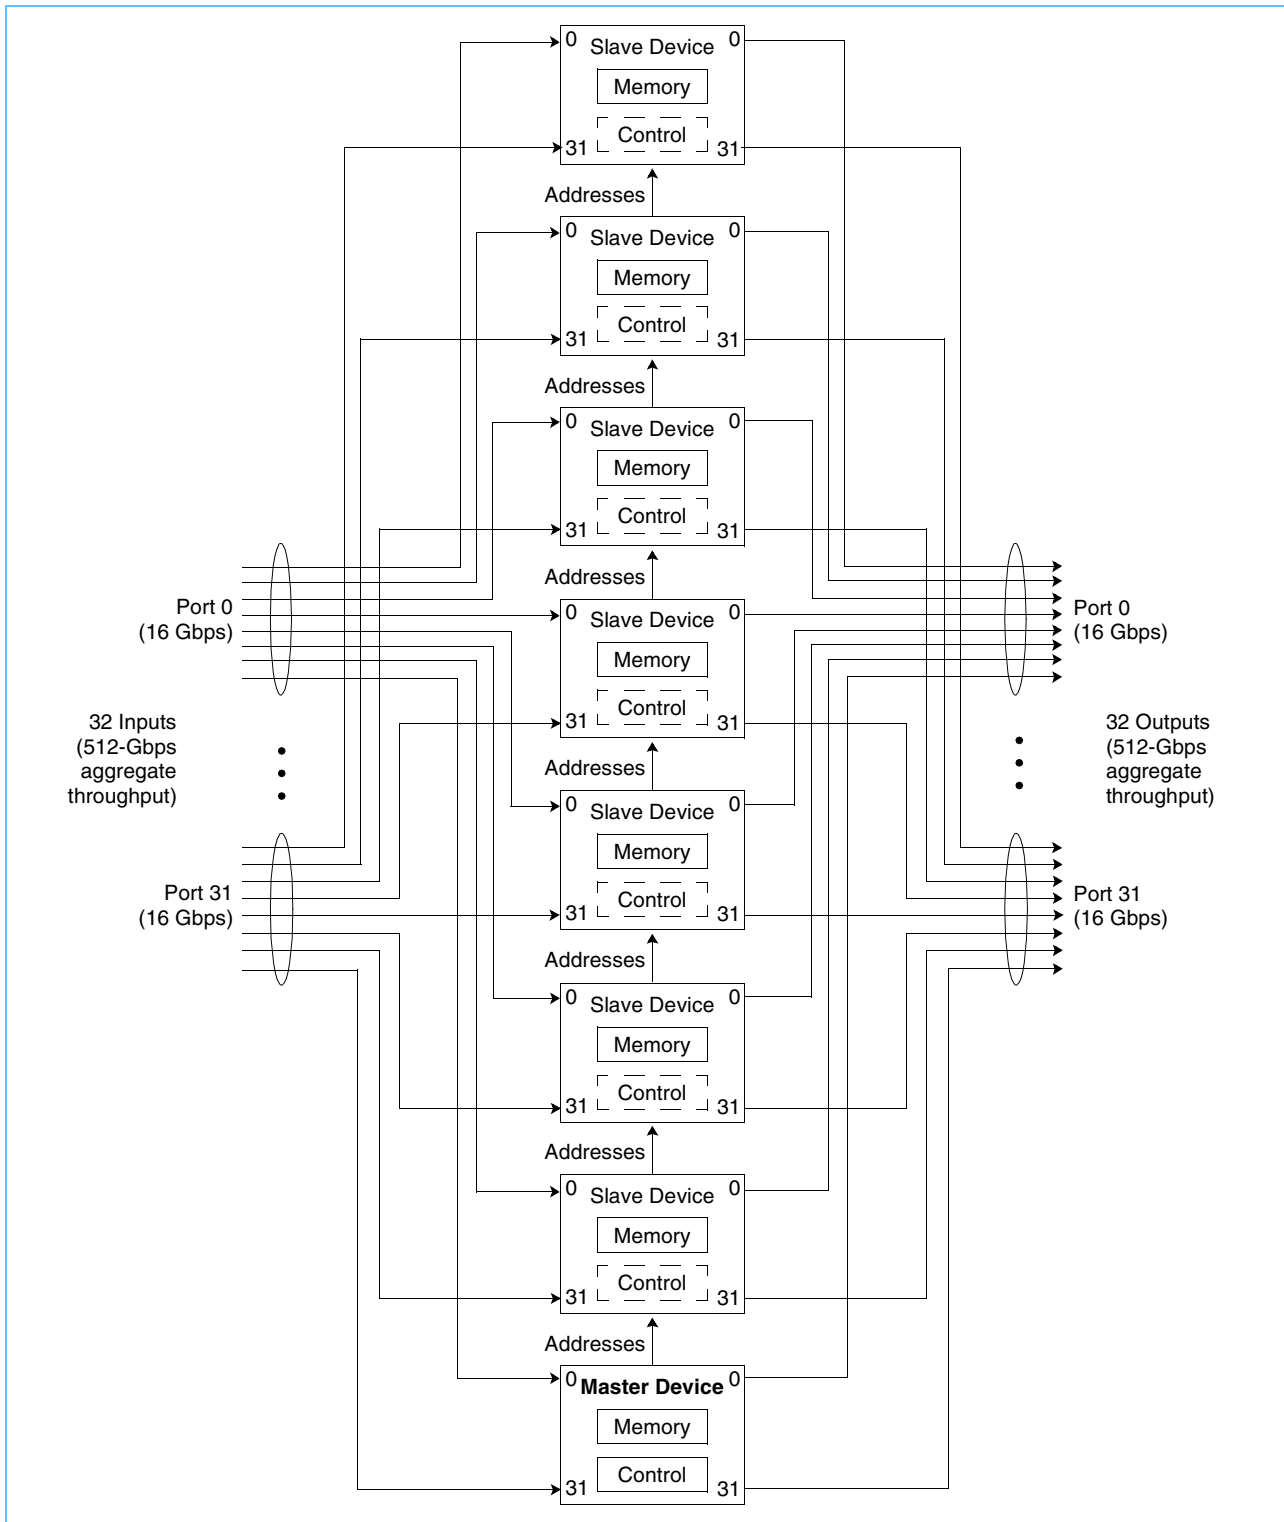 0 Slave Device 0
Memory
Control
31 31
Addresses
0 Slave Device 0
Memory
Control
31 31
Addresses
0 Slave Device 0
Memory
Control
31 31
Addresses
0 Slave Device 0
Memory
Control
31 31
Addresses
0 Slave Device 0
Memory
Control
31 31
Addresses
0 Slave Device 0
Memory
Control
31 31
Addresses
0 Slave Device 0
Memory
Control
31 31
Addresses
0 Master Device 0
Memory
Control
31 31
Port 0
(16 Gbps)
32 Inputs
(512-Gbps
aggregate
throughput)
Port 31
(16 Gbps)
Port 0
(16 Gbps)
32 Outputs
(512-Gbps
aggregate
throughput)
Port 31
(16 Gbps)